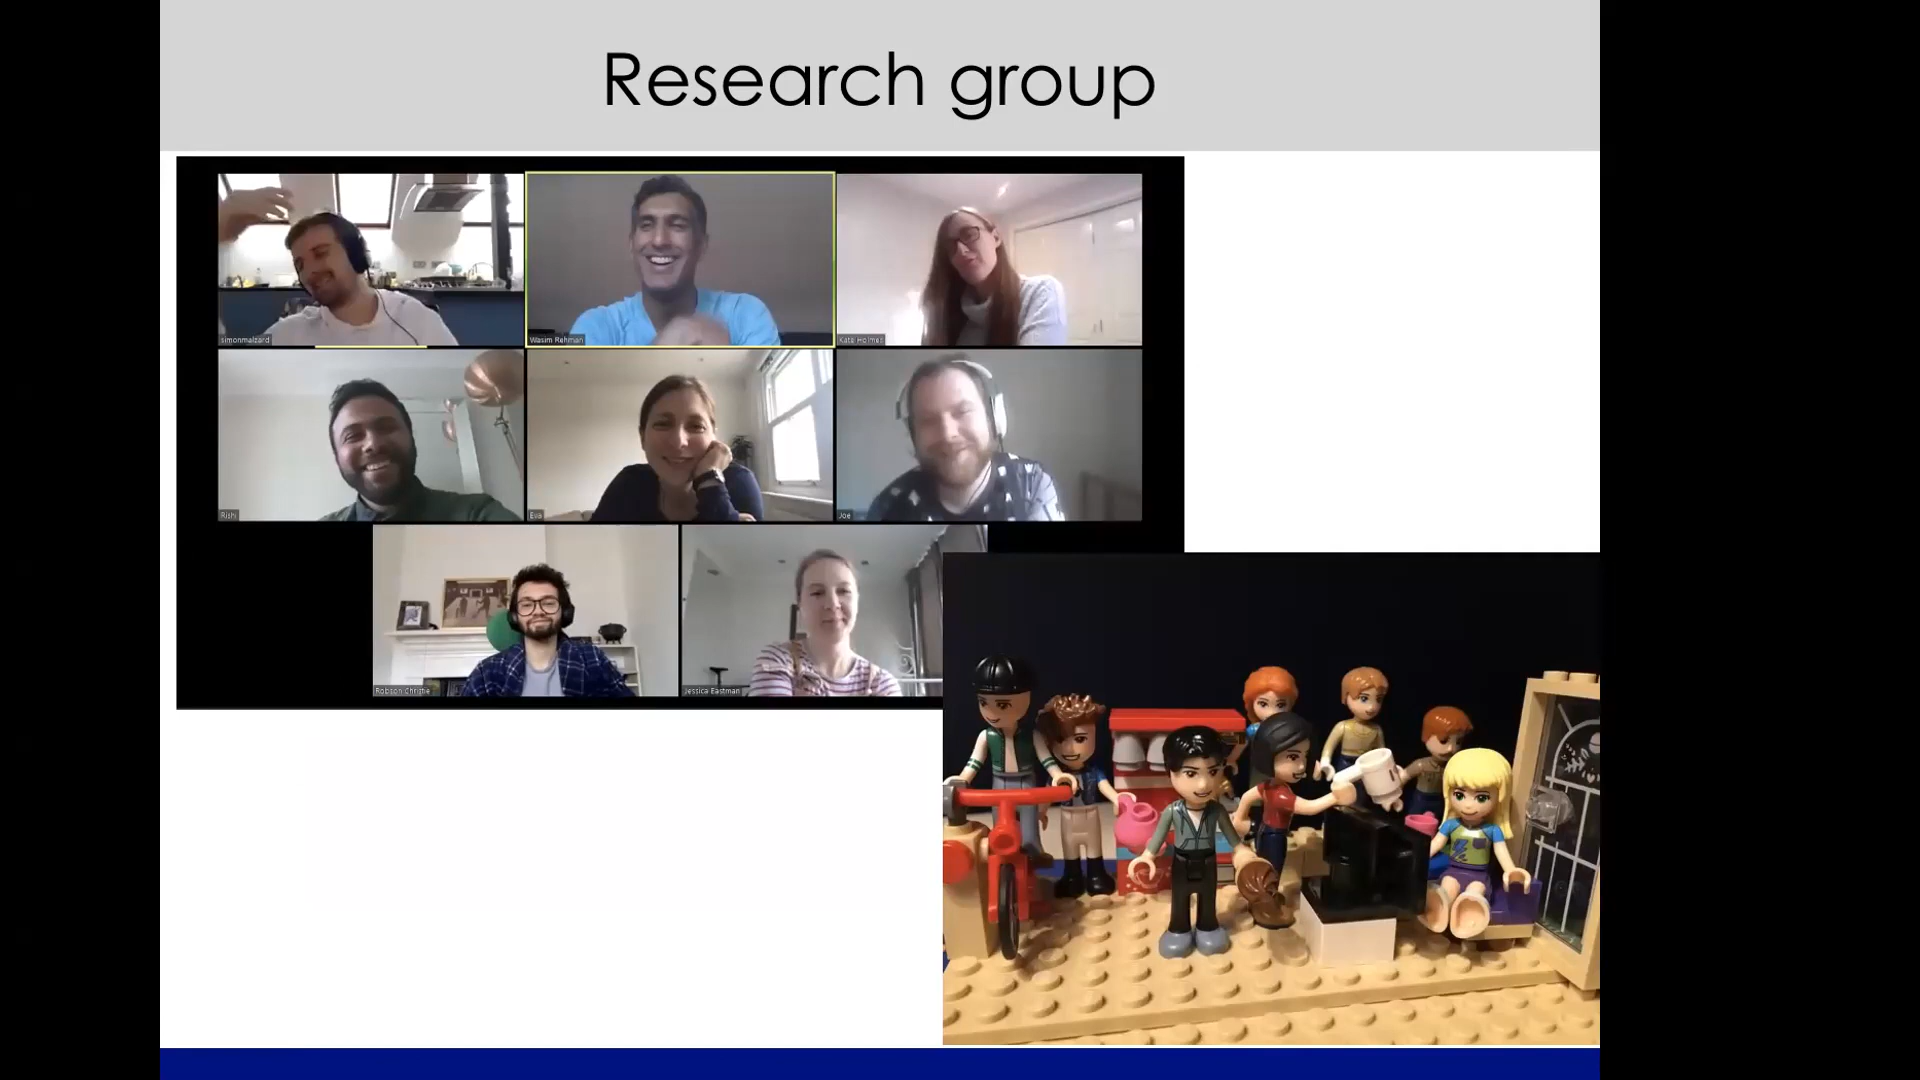 Research group
simonmalzard
Wasim Rehman
Kate Holmes
Rishi
Eva
Joe
Robson Christie
Jessica Eastman